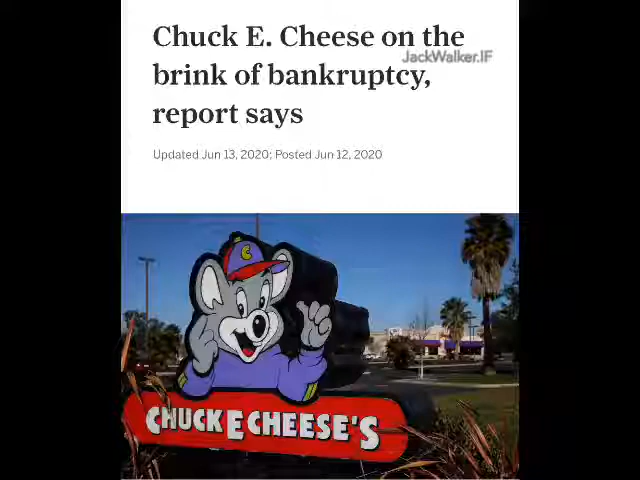 Chuck E. Cheese on the
JackWalker.IF
brink of bankruptcy,
report says
Updated Jun 13, 2020; Posted Jun 12, 2020
C
CHUCK E CHEESE'S